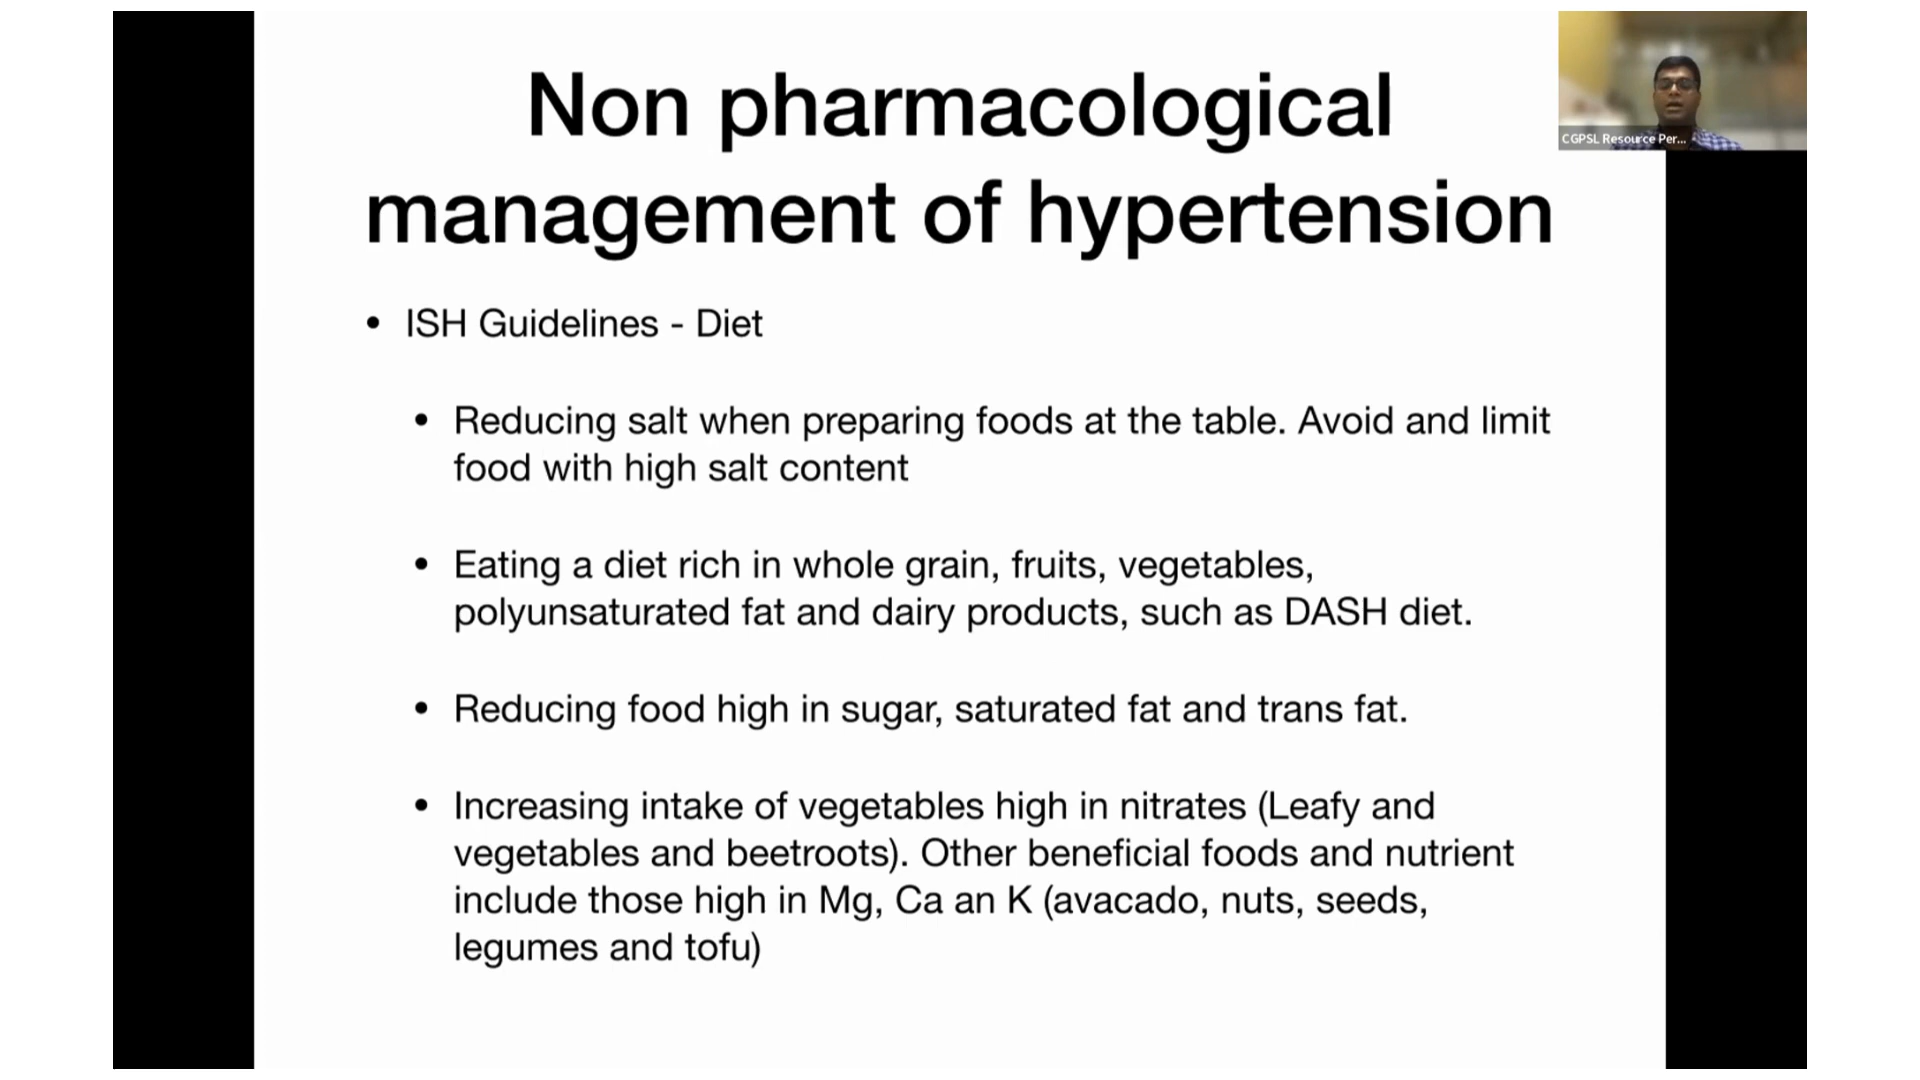 Non pharmacological
management of hypertension
CGPSL Resource Per...
• ISH Guidelines - Diet
• Reducing salt when preparing foods at the table. Avoid and limit
food with high salt content
• Eating a diet rich in whole grain, fruits, vegetables,
polyunsaturated fat and dairy products, such as DASH diet.
• Reducing food high in sugar, saturated fat and trans fat.
• Increasing intake of vegetables high in nitrates (Leafy and
vegetables and beetroots). Other beneficial foods and nutrient
include those high in Mg, Ca an K (avacado, nuts, seeds,
legumes and tofu)